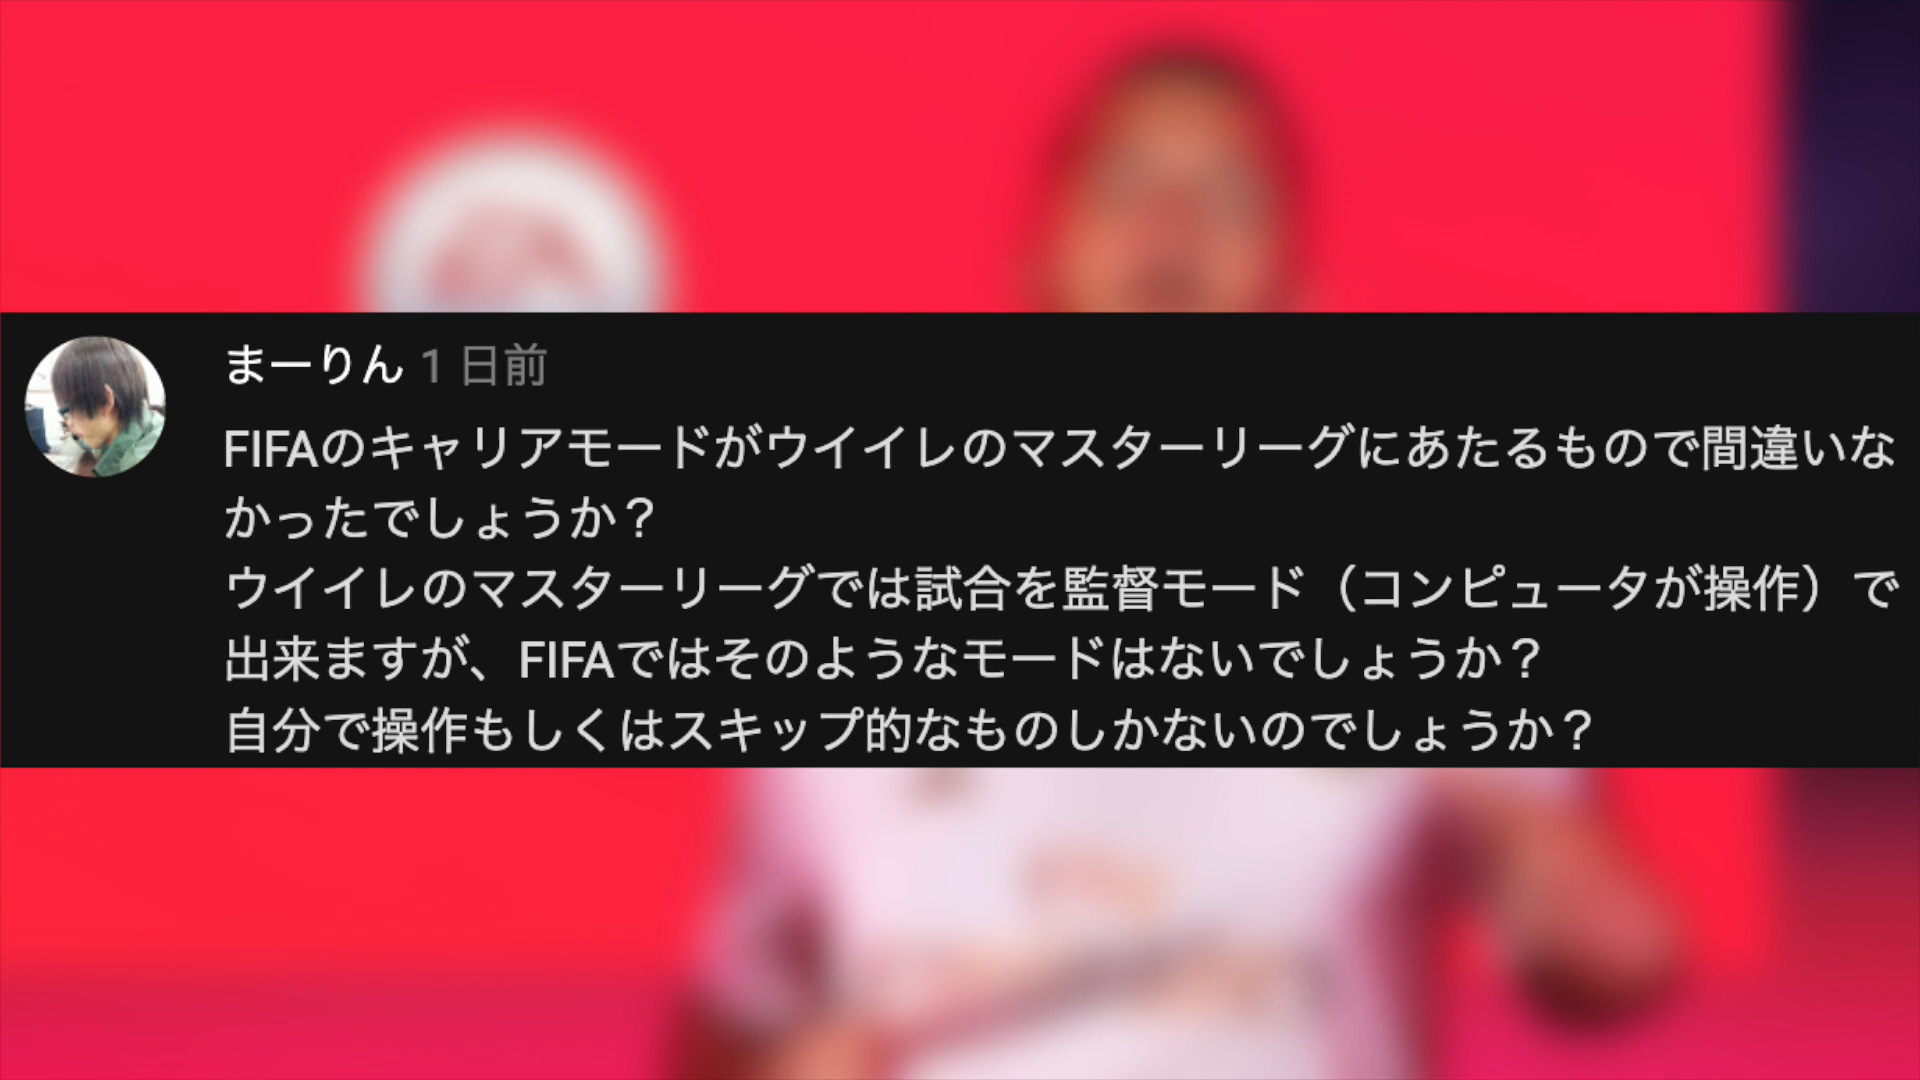 まーりん 1 日前
FIFAのキャリアモードがウイイレのマスターリーグにあたるもので間違いな
かったでしょうか？
ウイイレのマスターリーグでは試合を監督モード（コンピュータが操作）で
出来ますが、FIFAではそのようなモードはないでしょうか？
自分で操作もしくはスキップ的なものしかないのでしょうか？